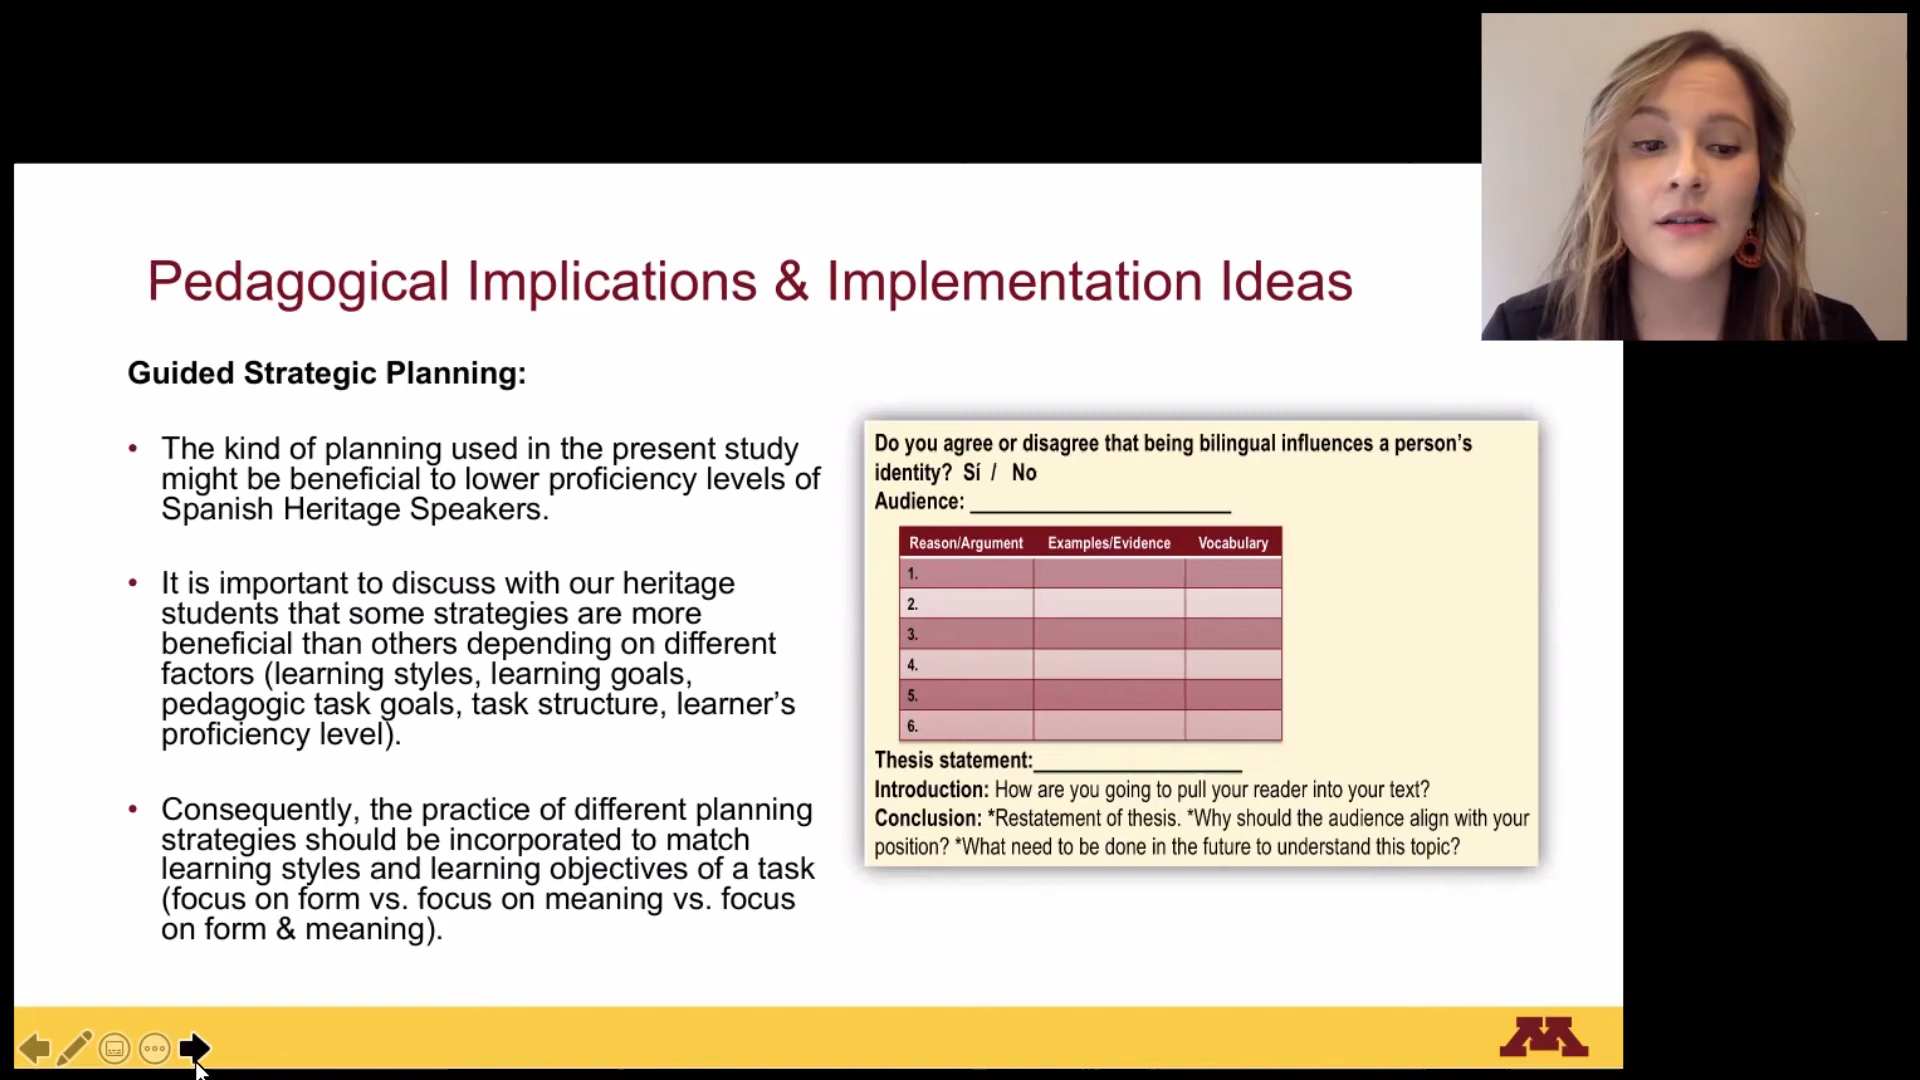 Pedagogical Implications & Implementation Ideas
Guided Strategic Planning:
• The kind of planning used in the present study
might be beneficial to lower proficiency levels of
Spanish Heritage Speakers.
• It is important to discuss with our heritage
students that some strategies are more
beneficial than others depending on different
factors (learning styles, learning goals,
pedagogic task goals, task structure, learner’s
proficiency level).
• Consequently, the practice of different planning
strategies should be incorporated to match
learning styles and learning objectives of a task
(focus on form vs. focus on meaning vs. focus
on form & meaning).
Do you agree or disagree that being bilingual influences a person’s
identity? Sí / No
Audience: ____________________
Reason/Argument Examples/Evidence Vocabulary
1.
2.
3.
4.
5.
6.
Thesis statement:________________
Introduction: How are you going to pull your reader into your text?
Conclusion: *Restatement of thesis. *Why should the audience align with your
position? *What need to be done in the future to understand this topic?
M